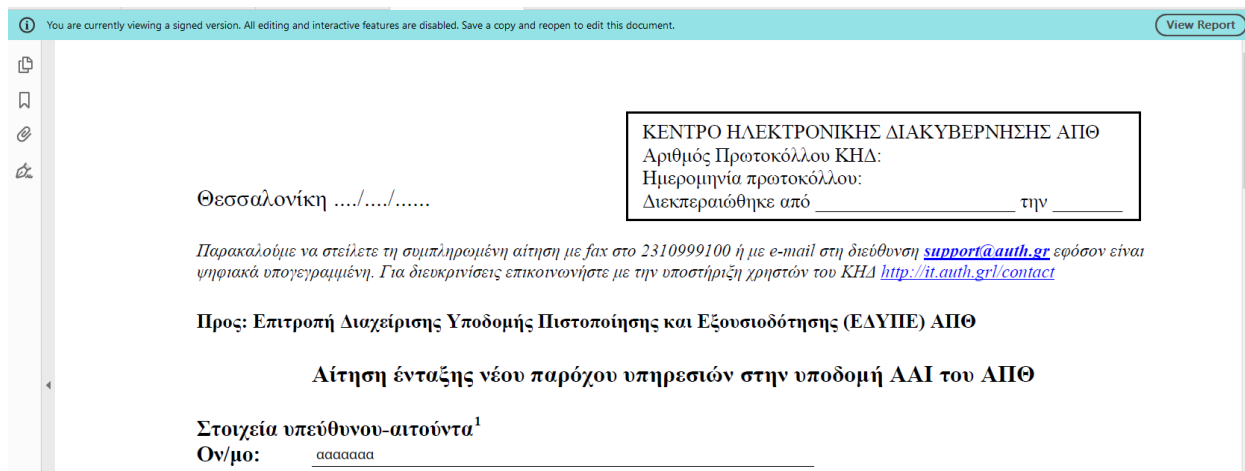 You are currently viewing a signed version. All editing and interactive features are disabled. Save a copy and reopen to edit this document.
View Report
ΚΕΝΤΡΟ ΗΛΕΚΤΡΟΝΙΚΗΣ ΔΙΑΚΥΒΕΡΝΗΣΗΣ ΑΠΘ
Αριθμός Πρωτοκόλλου ΚΗΔ:
Ημερομηνία πρωτοκόλλου:
Διεκπεραιώθηκε από ____________________ την _______
Θεσσαλονίκη ..../..../......
Παρακαλούμε να στείλετε τη συμπληρωμένη αίτηση με fax στο 2310999100 ή με e-mail στη διεύθυνση support@auth.gr εφόσον είναι
ψηφιακά υπογεγραμμένη. Για διευκρινίσεις επικοινωνήστε με την υποστήριξη χρηστών του ΚΗΔ http://it.auth.grl/contact
Προς: Επιτροπή Διαχείρισης Υποδομής Πιστοποίησης και Εξουσιοδότησης (ΕΔΥΠΕ) ΑΠΘ
Αίτηση ένταξης νέου παρόχου υπηρεσιών στην υποδομή ΑΑΙ του ΑΠΘ
Στοιχεία υπεύθυνου-αιτούντα1
Ον/μο: ααααααα